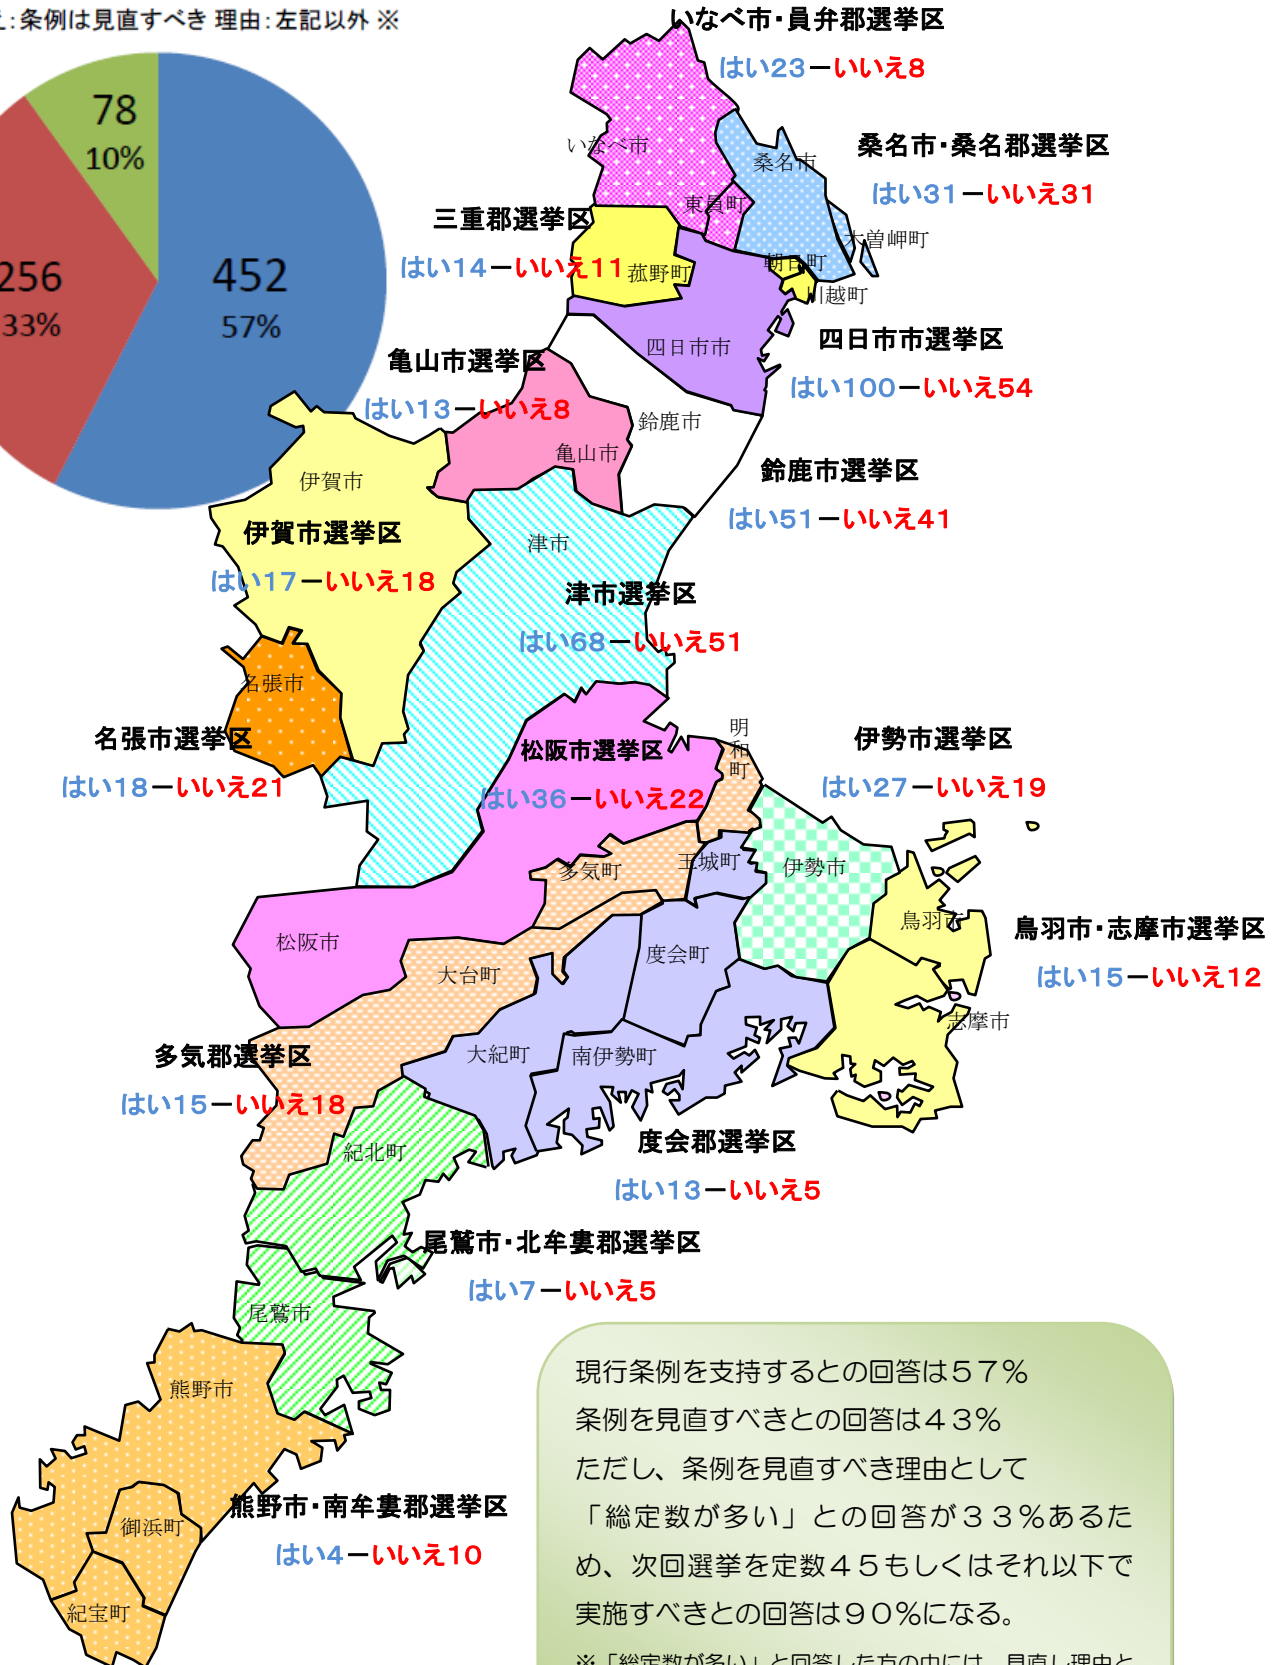 え：条例は見直すべき 理由：左記以外 ※
78
10%
256
33%
452
57%
いなべ市・員弁郡選挙区
はい23ーいいえ8
いなべ市
桑名市
桑名市・桑名郡選挙区
はい31ーいいえ31
東員町
木曽岬町
三重郡選挙区
はい14ーいいえ11
菰野町
朝日町
川越町
四日市市
四日市市選挙区
はい100ーいいえ54
亀山市選挙区
はい13ーいいえ8
鈴鹿市
亀山市
鈴鹿市選挙区
はい51ーいいえ41
伊賀市
伊賀市選挙区
はい17ーいいえ18
津市
津市選挙区
はい68ーいいえ51
名張市
名張市選挙区
はい18ーいいえ21
松阪市選挙区
はい36ーいいえ22
明和町
伊勢市選挙区
はい27ーいいえ19
多気町
玉城町
伊勢市
鳥羽市
鳥羽市・志摩市選挙区
はい15ーいいえ12
松阪市
度会町
大台町
志摩市
多気郡選挙区
はい15ーいいえ18
大紀町
南伊勢町
度会郡選挙区
はい13ーいいえ5
紀北町
尾鷲市・北牟婁郡選挙区
はい7ーいいえ5
尾鷲市
熊野市
熊野市・南牟婁郡選挙区
はい4ーいいえ10
御浜町
紀宝町
現行条例を支持するとの回答は５７％
条例を見直すべきとの回答は４３％
ただし、条例を見直すべき理由として
「総定数が多い」との回答が３３％あるた
め、次回選挙を定数４５もしくはそれ以下で
実施すべきとの回答は９０％になる。
※「総定数が多い」と回答した方の中には、見直し理由と